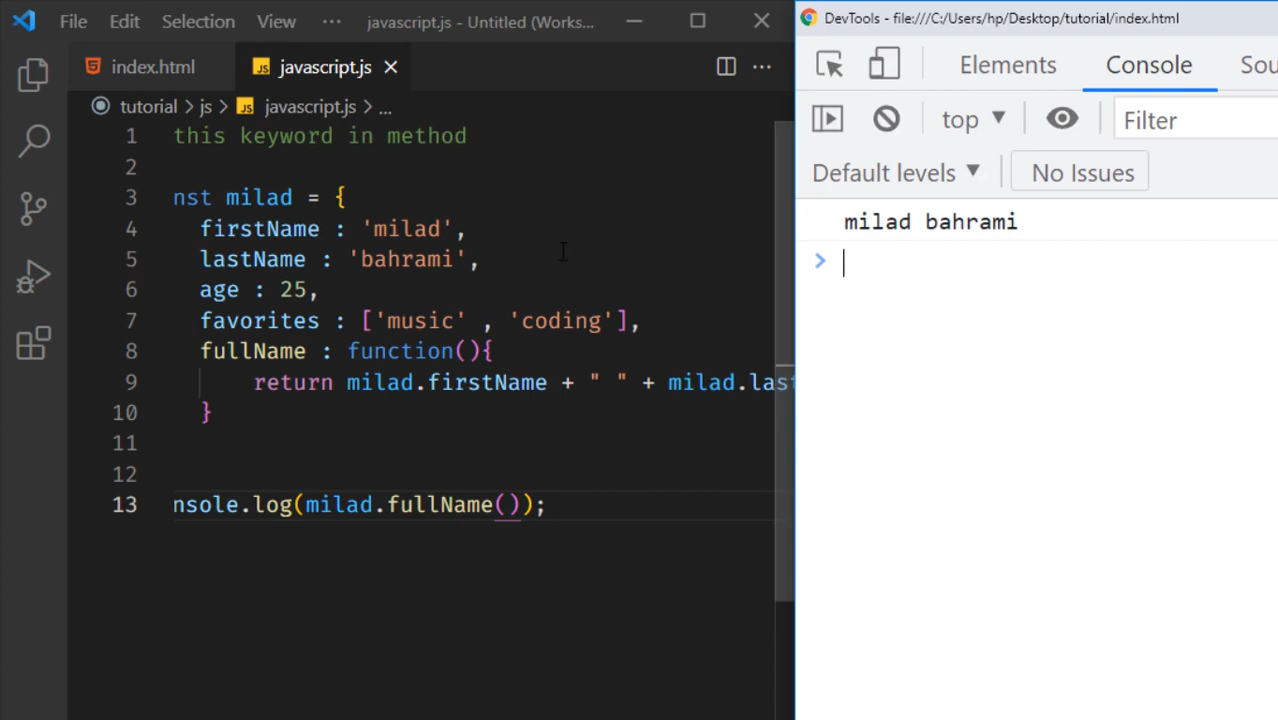 File Edit Selection View ··· javascript.js - Untitled (Works...
index.html javascript.js
tutorial > js > javascript.js > ...
1 this keyword in method
2
3 nst milad = {
4 firstName : 'milad',
5 lastName : 'bahrami',
6 age : 25,
7 favorites : ['music' , 'coding'],
8 fullName : function(){
9 return milad.firstName + " " + milad.last
10 }
11
12
13 nsole.log(milad.fullName());
DevTools - file:///C:/Users/hp/Desktop/tutorial/index.html
Elements Console Sou
top Filter
Default levels No Issues
milad bahrami
>